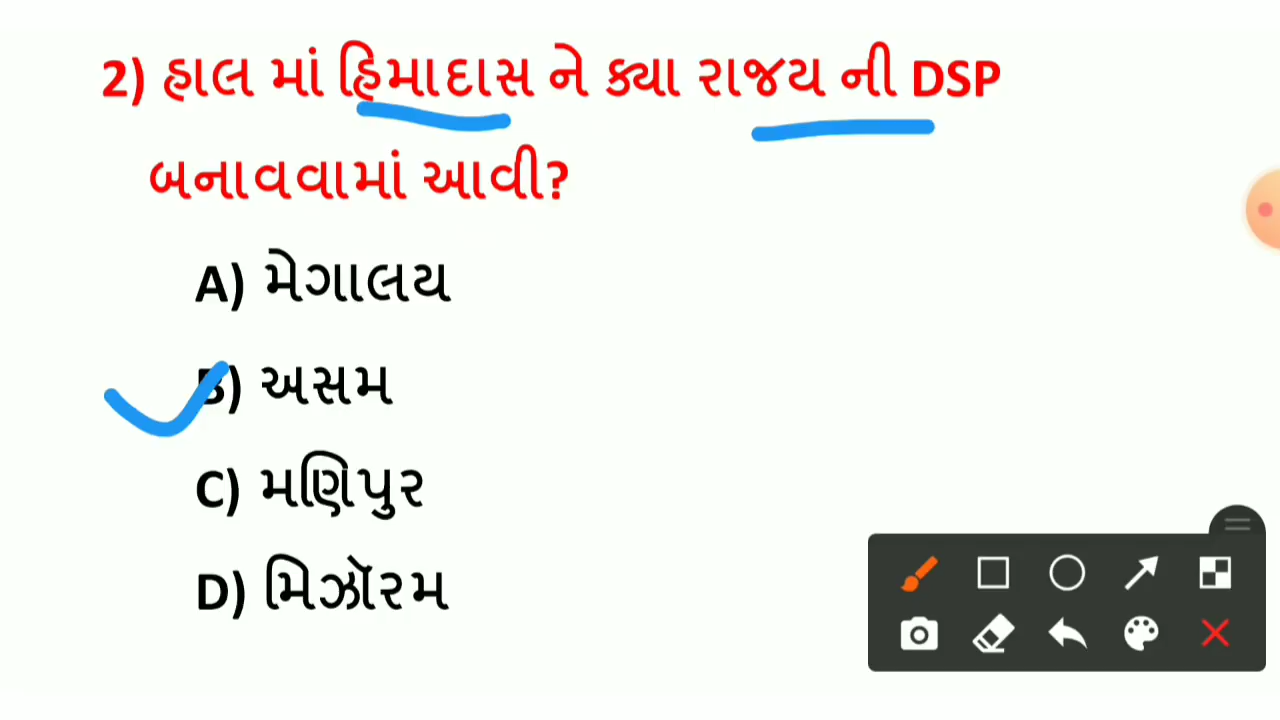 2) હાલ માં હિમાદાસ ને ક્યા રાજય ની DSP
બનાવવામાં આવી?
A) મેગાલય
B) અસમ
C) મણિપુર
D) મિઝૉરમ